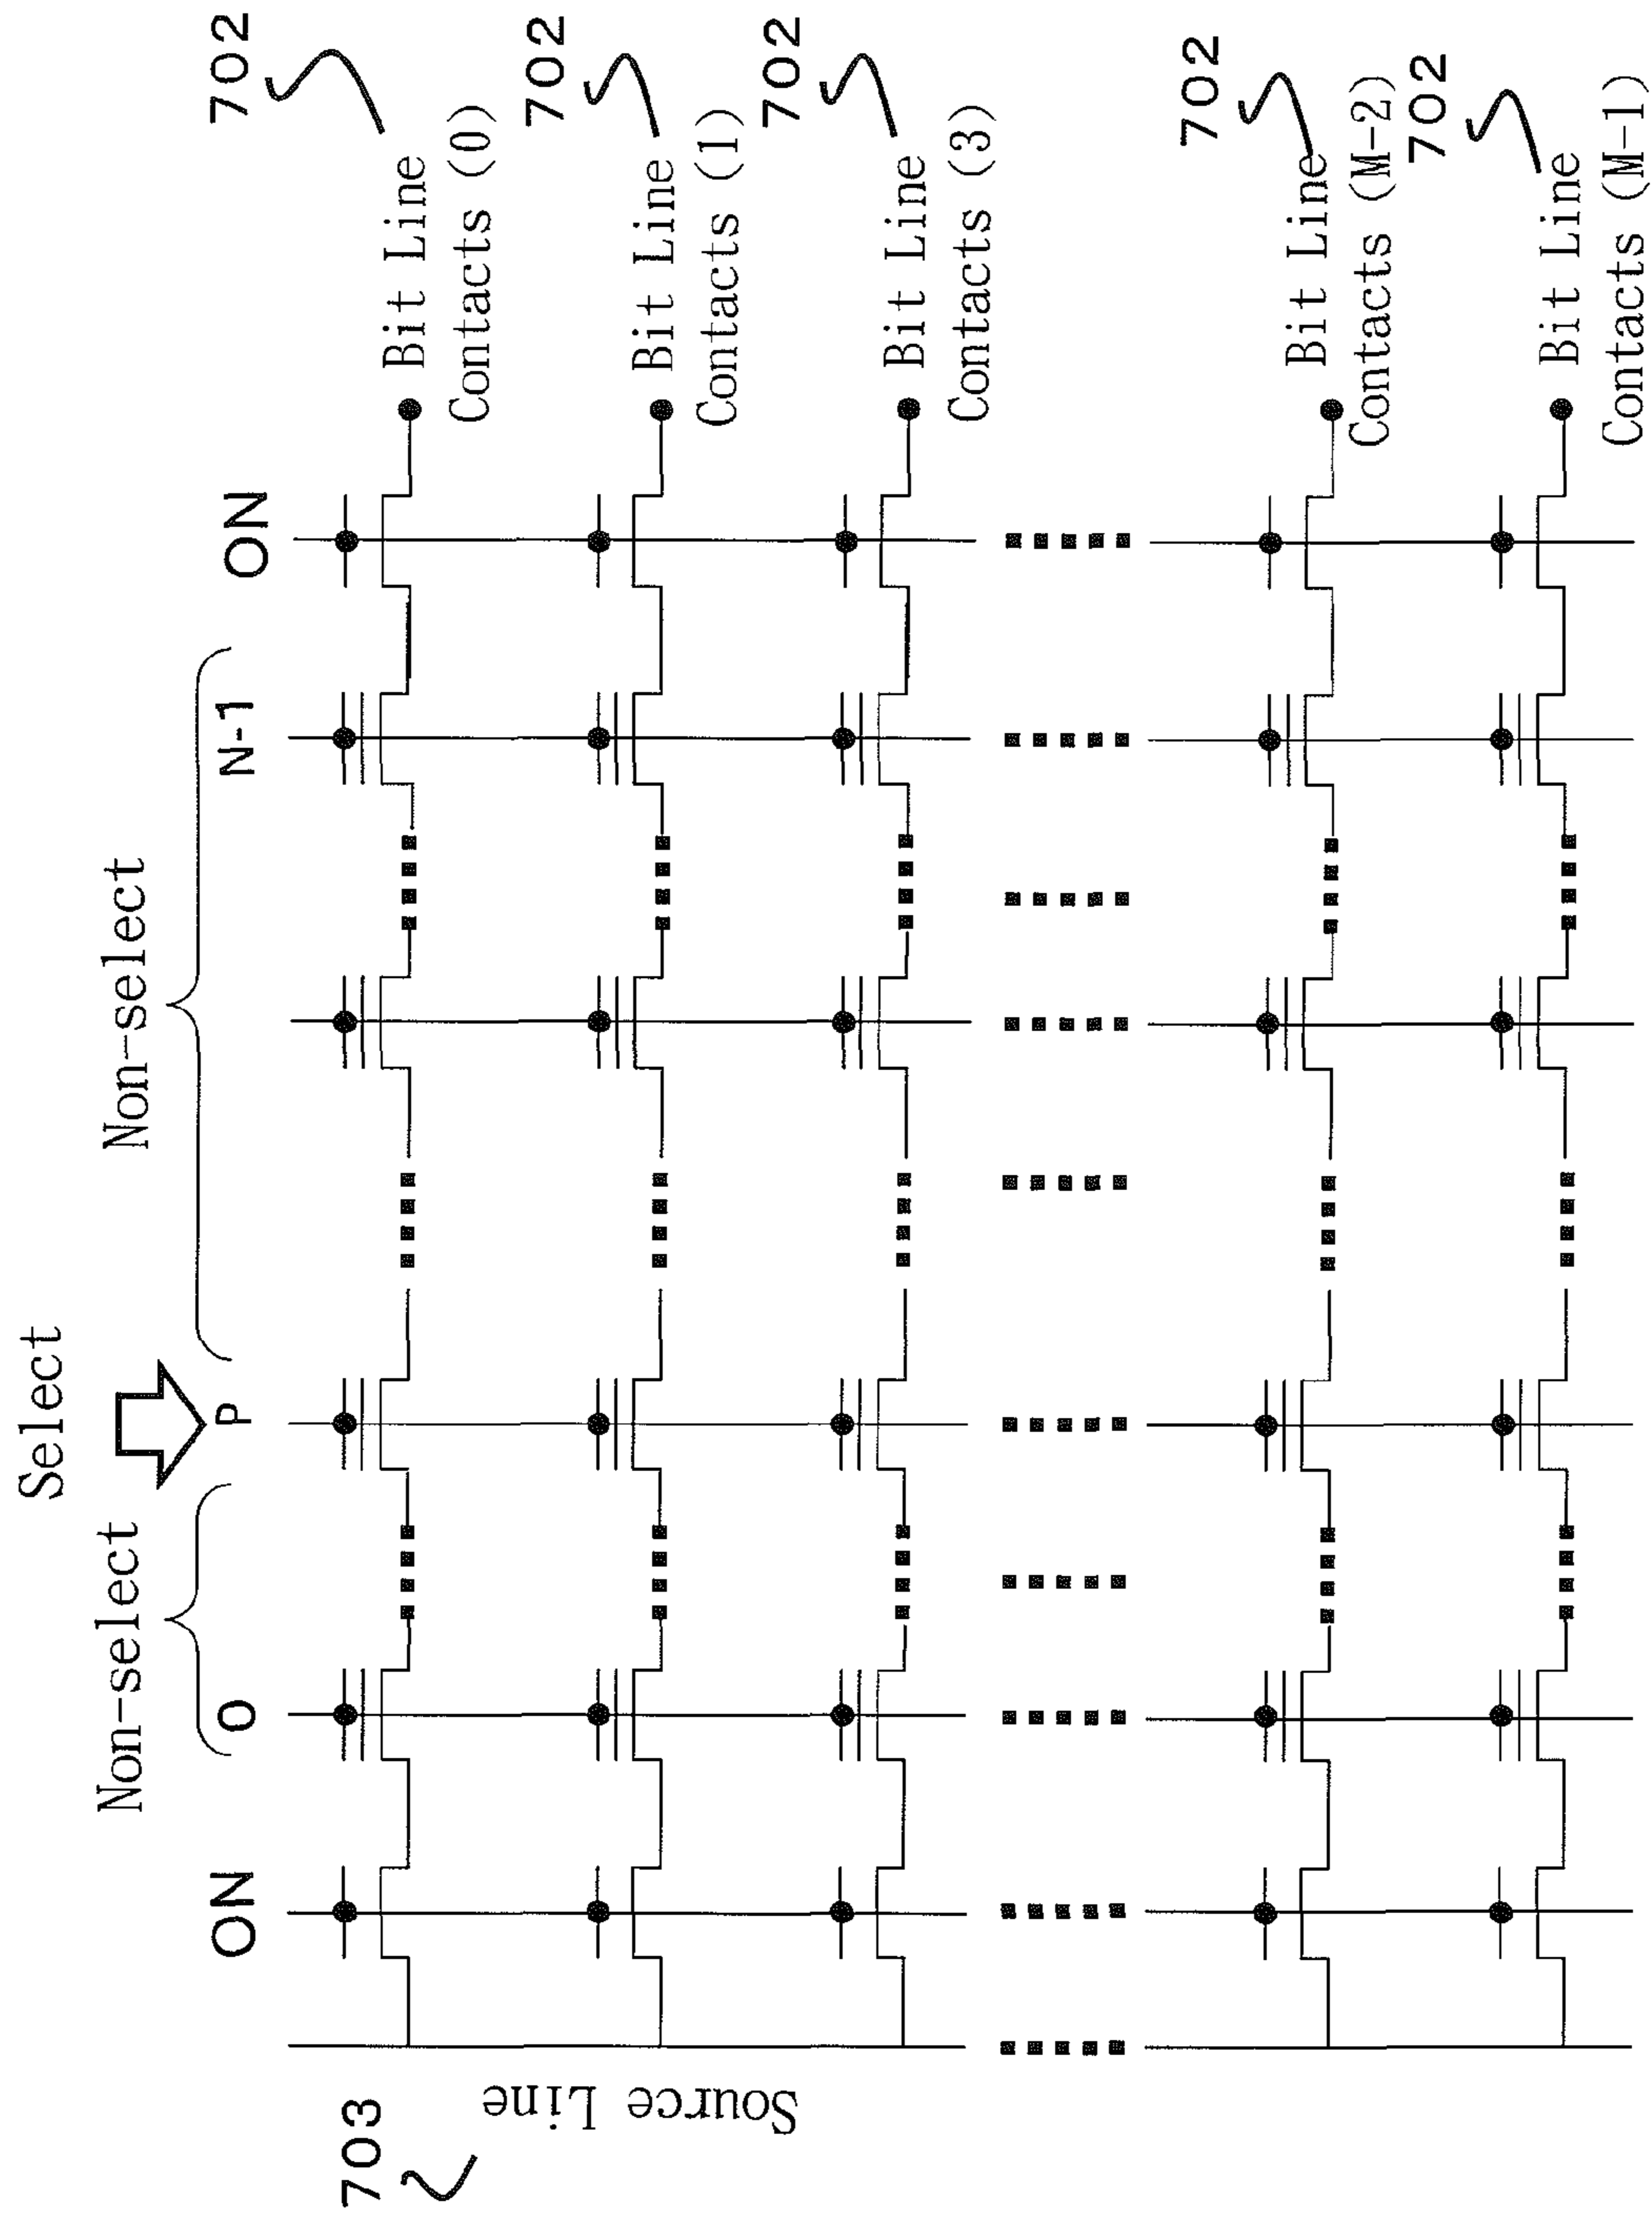 Select
Non-select
Non-select
ON
0
P
N-1
ON
702
Bit Line
Contacts (0)
702
Bit Line
Contacts (1)
702
Bit Line
Contacts (3)
702
Bit Line
Contacts (M-2)
702
Bit Line
Contacts (M-1)
703
Source Line